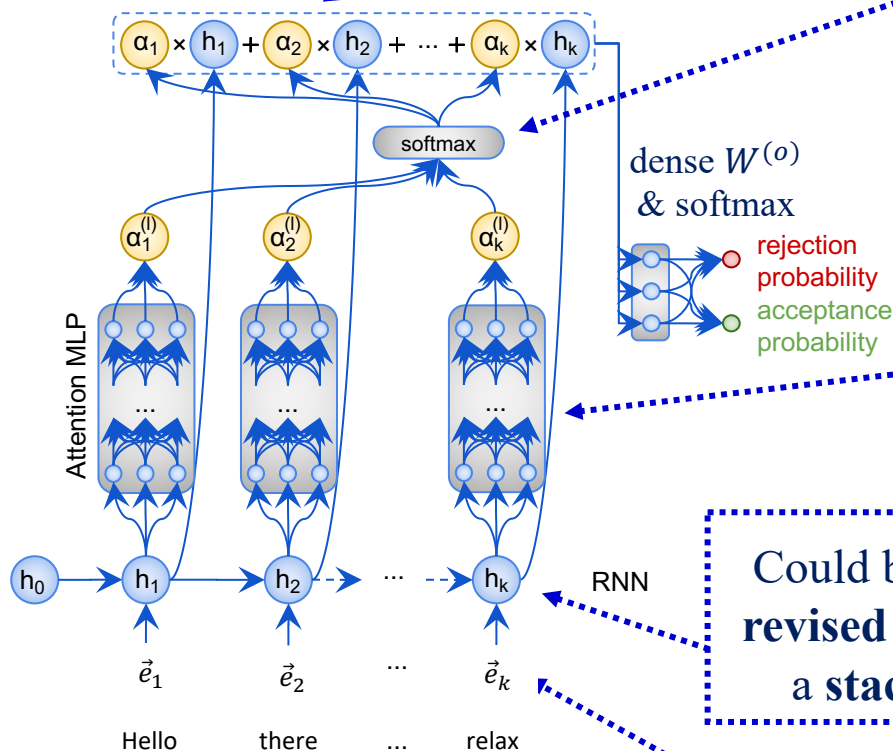 α1 × h1 + α2 × h2 + ... + αk × hk
softmax
dense W^(o)
& softmax
α1^(l) α2^(l) αk^(l)
rejection
probability
acceptance
probability
Attention MLP
... ... ...
h0 h1 h2 ... hk RNN
Could b
revised
a stac
e⃗1 e⃗2 ... e⃗k
Hello there ... relax